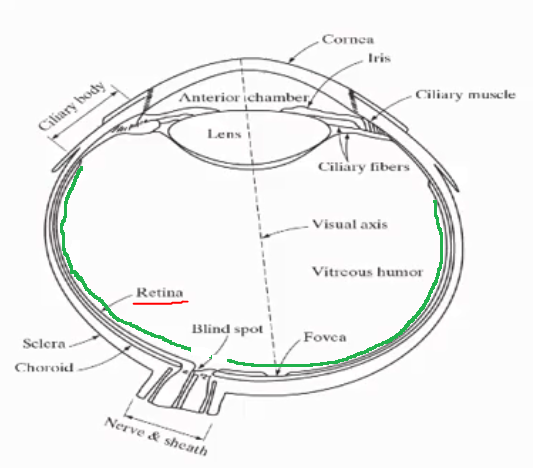 Cornea
Iris
Ciliary body
Anterior chamber
Ciliary muscle
Lens
Ciliary fibers
Visual axis
Vitreous humor
Retina
Blind spot
Fovea
Sclera
Choroid
Nerve & sheath